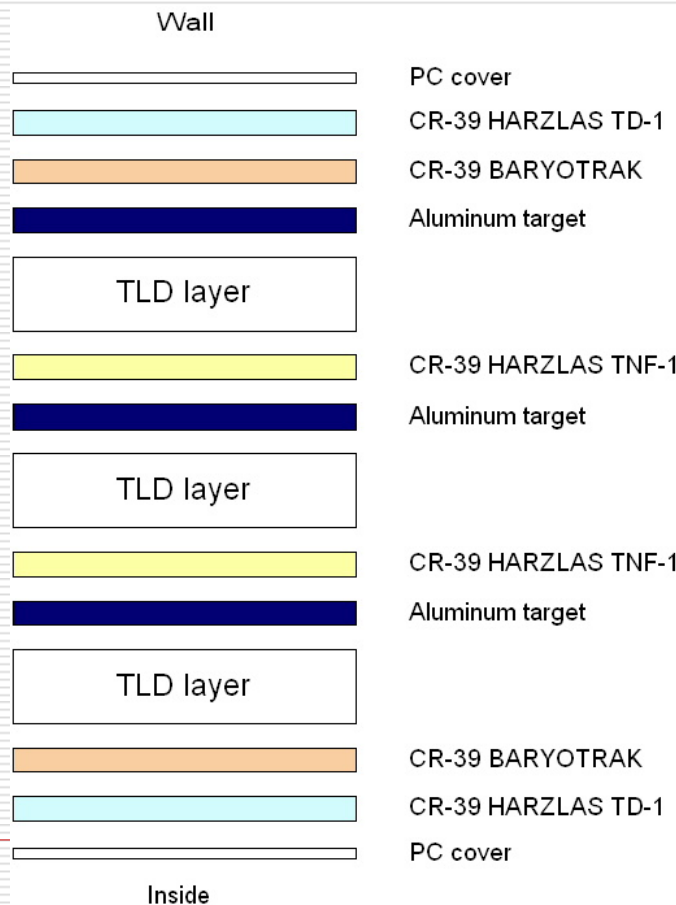 Wall
PC cover
CR-39 HARZLAS TD-1
CR-39 BARYOTRAK
Aluminum target
TLD layer
CR-39 HARZLAS TNF-1
Aluminum target
TLD layer
CR-39 HARZLAS TNF-1
Aluminum target
TLD layer
CR-39 BARYOTRAK
CR-39 HARZLAS TD-1
PC cover
Inside